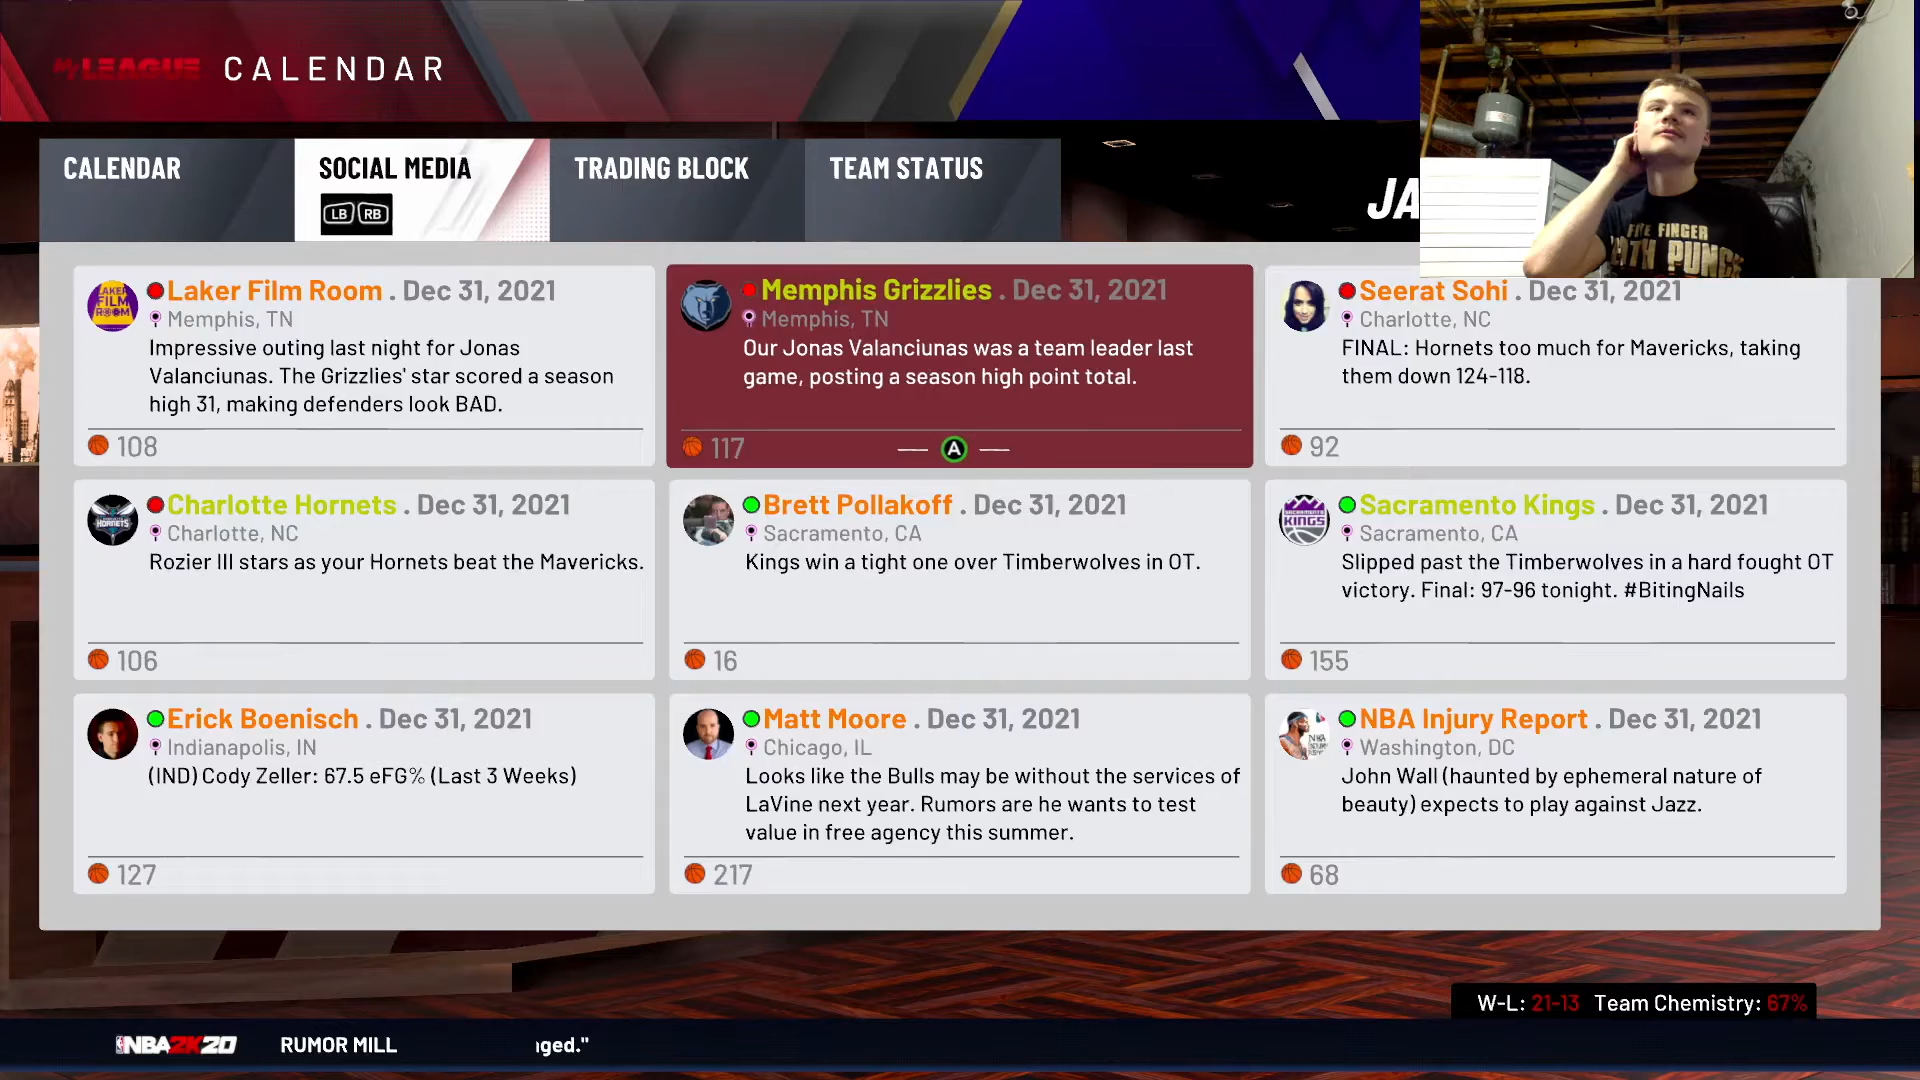 MyLEAGUE CALENDAR
CALENDAR
SOCIAL MEDIA
LB RB
TRADING BLOCK
TEAM STATUS
JA
FIVE FINGER
PUNCH
LAKER
FILM
ROOM
Laker Film Room . Dec 31, 2021
Memphis, TN
Impressive outing last night for Jonas
Valanciunas. The Grizzlies' star scored a season
high 31, making defenders look BAD.
108
Memphis Grizzlies . Dec 31, 2021
Memphis, TN
Our Jonas Valanciunas was a team leader last
game, posting a season high point total.
117
A
Seerat Sohi . Dec 31, 2021
Charlotte, NC
FINAL: Hornets too much for Mavericks, taking
them down 124-118.
92
HORNETS
Charlotte Hornets . Dec 31, 2021
Charlotte, NC
Rozier III stars as your Hornets beat the Mavericks.
106
Brett Pollakoff . Dec 31, 2021
Sacramento, CA
Kings win a tight one over Timberwolves in OT.
16
SACRAMENTO
KINGS
Sacramento Kings . Dec 31, 2021
Sacramento, CA
Slipped past the Timberwolves in a hard fought OT
victory. Final: 97-96 tonight. #BitingNails
155
Erick Boenisch . Dec 31, 2021
Indianapolis, IN
(IND) Cody Zeller: 67.5 eFG% (Last 3 Weeks)
127
Matt Moore . Dec 31, 2021
Chicago, IL
Looks like the Bulls may be without the services of
LaVine next year. Rumors are he wants to test
value in free agency this summer.
217
NBA Injury Report . Dec 31, 2021
Washington, DC
John Wall (haunted by ephemeral nature of
beauty) expects to play against Jazz.
68
W-L: 21-13 Team Chemistry: 67%
NBA2K20
RUMOR MILL
ged."